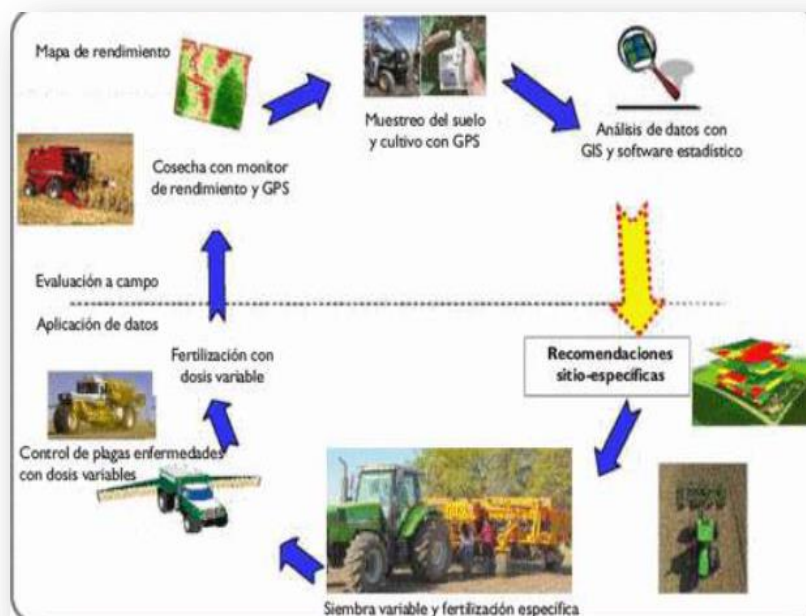 Mapa de rendimiento
Muestreo del suelo
y cultivo con GPS
Análisis de datos con
GIS y software estadístico
Cosecha con monitor
de rendimiento y GPS
Evaluación a campo
Aplicación de datos
Fertilización con
dosis variable
Recomendaciones
sitio-específicas
Control de plagas enfermedades
con dosis variables
Siembra variable y fertilización específica